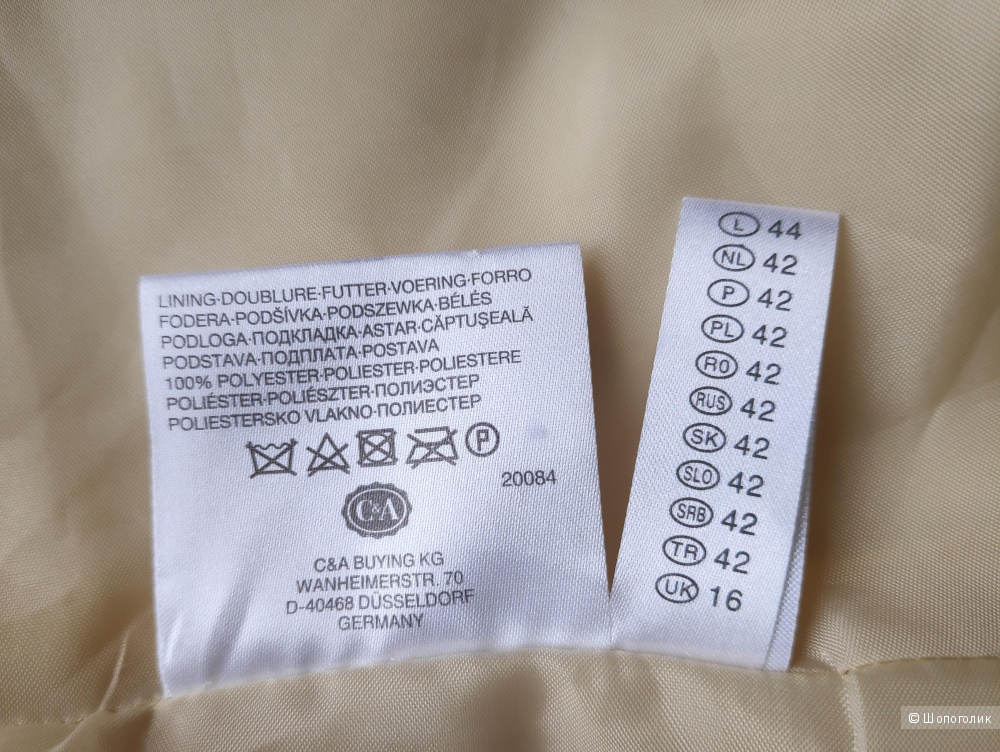 LINING·DOUBLURE·FUTTER·VOERING·FORRO
FODERA·PODŠÍVKA·PODSZEWKA·BÉLÉS
PODLOGA·ПОДКЛАДКА·ASTAR·CĂPTUŞEALĂ
PODSTAVA·ПОДПЛАТА·POSTAVA
100% POLYESTER·POLIESTER·POLIESTERE
POLIÉSTER·POLIÉSZTER·ПОЛИЭСТЕР
POLIESTERSKO VLAKNO·ПОЛИЕСТЕР
P
20084
C&A
C&A BUYING KG
WANHEIMERSTR. 70
D-40468 DÜSSELDORF
GERMANY
L 44
NL 42
P 42
PL 42
RO 42
RUS 42
SK 42
SLO 42
SRB 42
TR 42
UK 16
© Шопоголик